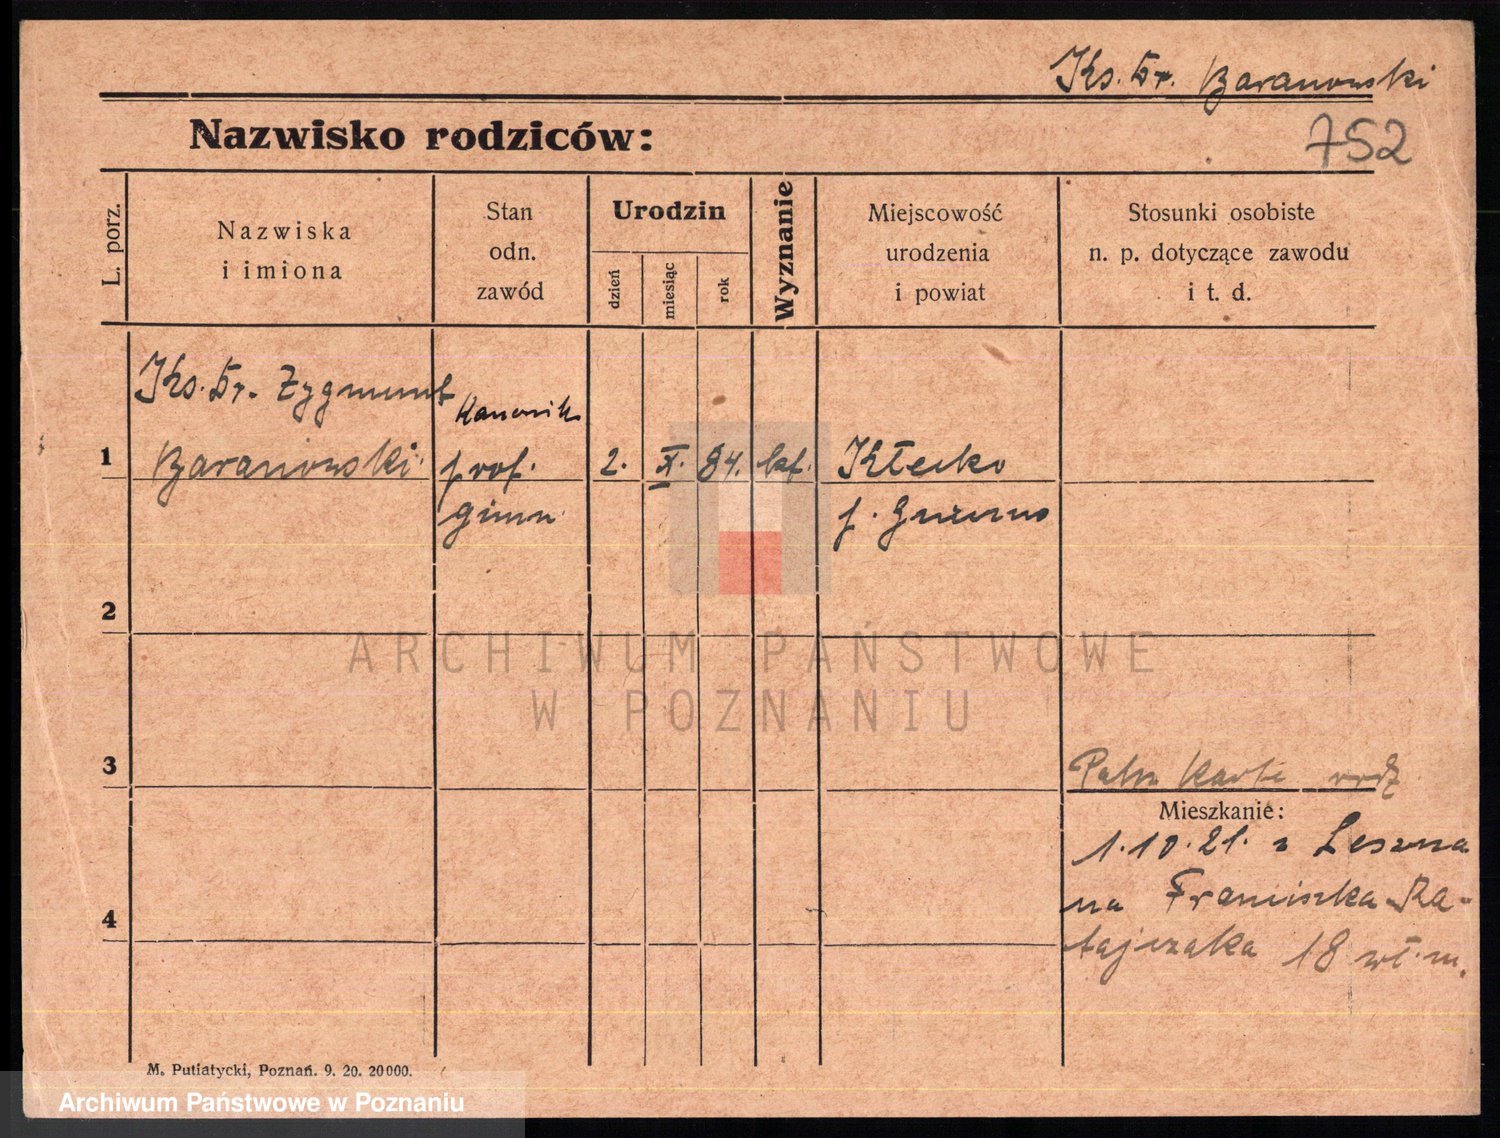 Ks. Dr. Baranowski
Nazwisko rodziców:
752
L. porz.
Nazwiska
i imiona
Stan
odn.
zawód
Urodzin
dzień
miesiąc
rok
Wyznanie
Miejscowość
urodzenia
i powiat
Stosunki osobiste
n. p. dotyczące zawodu
i t. d.
Ks. Dr. Zygmunt
Kanonik
1 Baranowski prof. 2. X. 84. kat. Kłecko
gimn. p. Gniezno
2
ARCHIWUM PAŃSTWOWE
W POZNANIU
3
Patrz Karta
Mieszkanie:
1.10.21. z Leszna
na Franciszka Ra-
4
tajczaka 18 wł. m.
M. Putiatycki, Poznań. 9. 20. 20000.
Archiwum Państwowe w Poznaniu